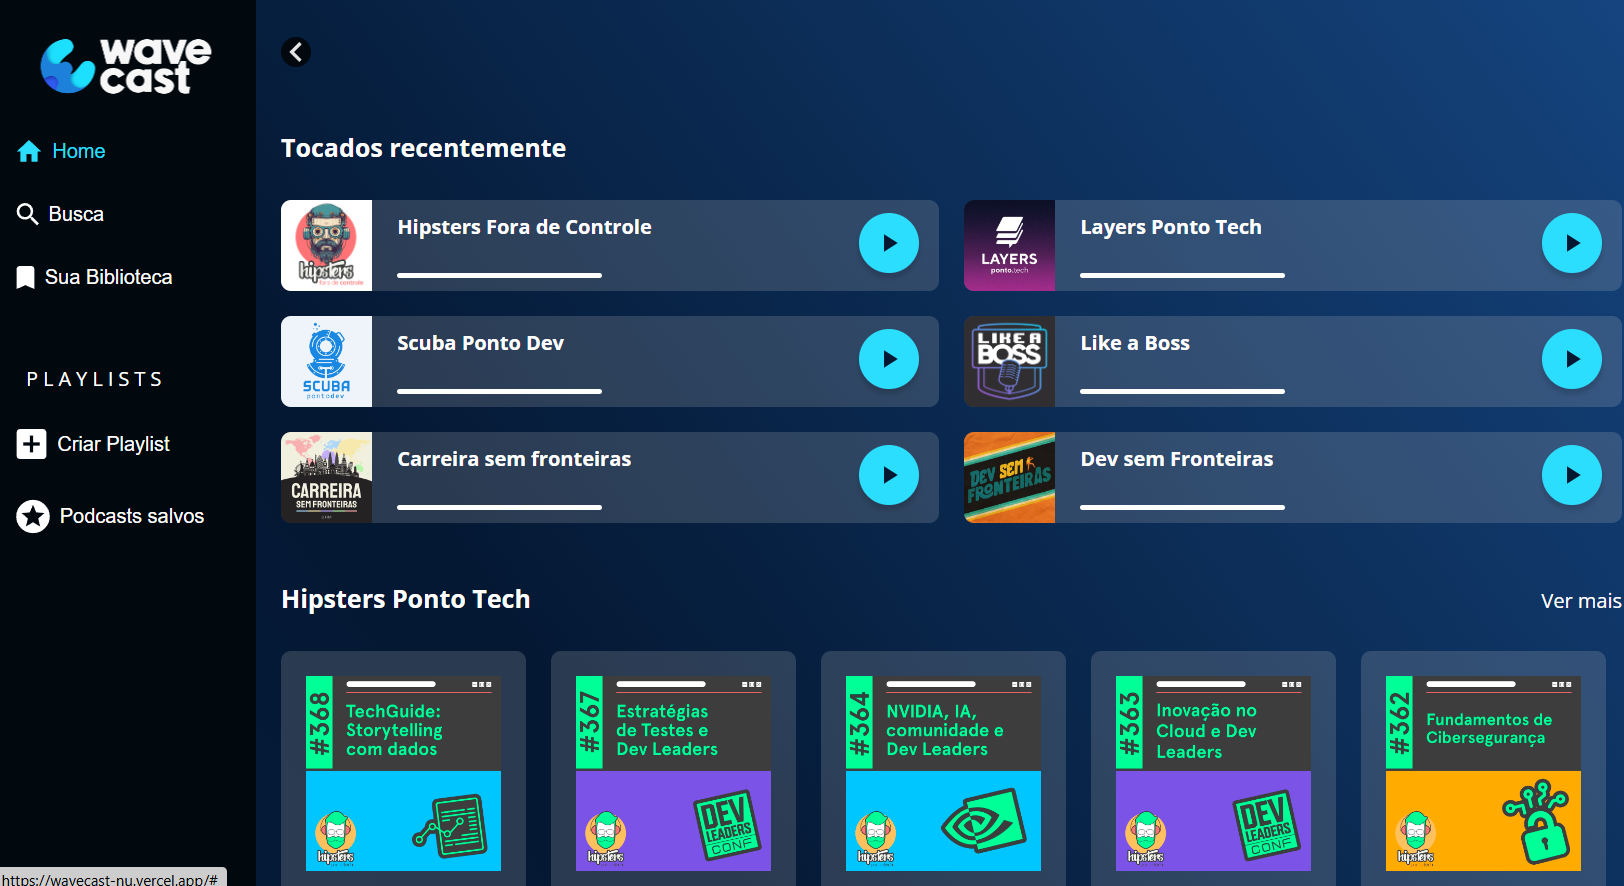 wave
cast
Home
Busca
Sua Biblioteca
PLAYLISTS
Criar Playlist
Podcasts salvos
Tocados recentemente
hipsters
fora de controle
Hipsters Fora de Controle
LAYERS
ponto.tech
Layers Ponto Tech
SCUBA
pontodev
Scuba Ponto Dev
LIKE A
BOSS
Like a Boss
CARREIRA
SEM FRONTEIRAS
Carreira sem fronteiras
DEV SEM
FRONTEIRAS
Dev sem Fronteiras
Hipsters Ponto Tech
Ver mais
#368
TechGuide:
Storytelling
com dados
hipsters
#367
Estratégias
de Testes e
Dev Leaders
hipsters
DEV
LEADERS
CONF
#364
NVIDIA, IA,
comunidade e
Dev Leaders
hipsters
#363
Inovação no
Cloud e Dev
Leaders
hipsters
DEV
LEADERS
CONF
#362
Fundamentos de
Cibersegurança
hipsters
https://wavecast-nu.vercel.app/#